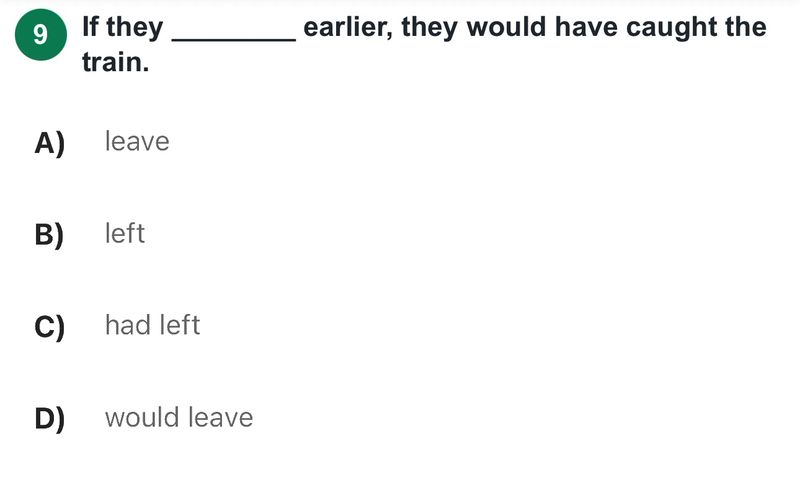 9 If they ________ earlier, they would have caught the
train.
A) leave
B) left
C) had left
D) would leave